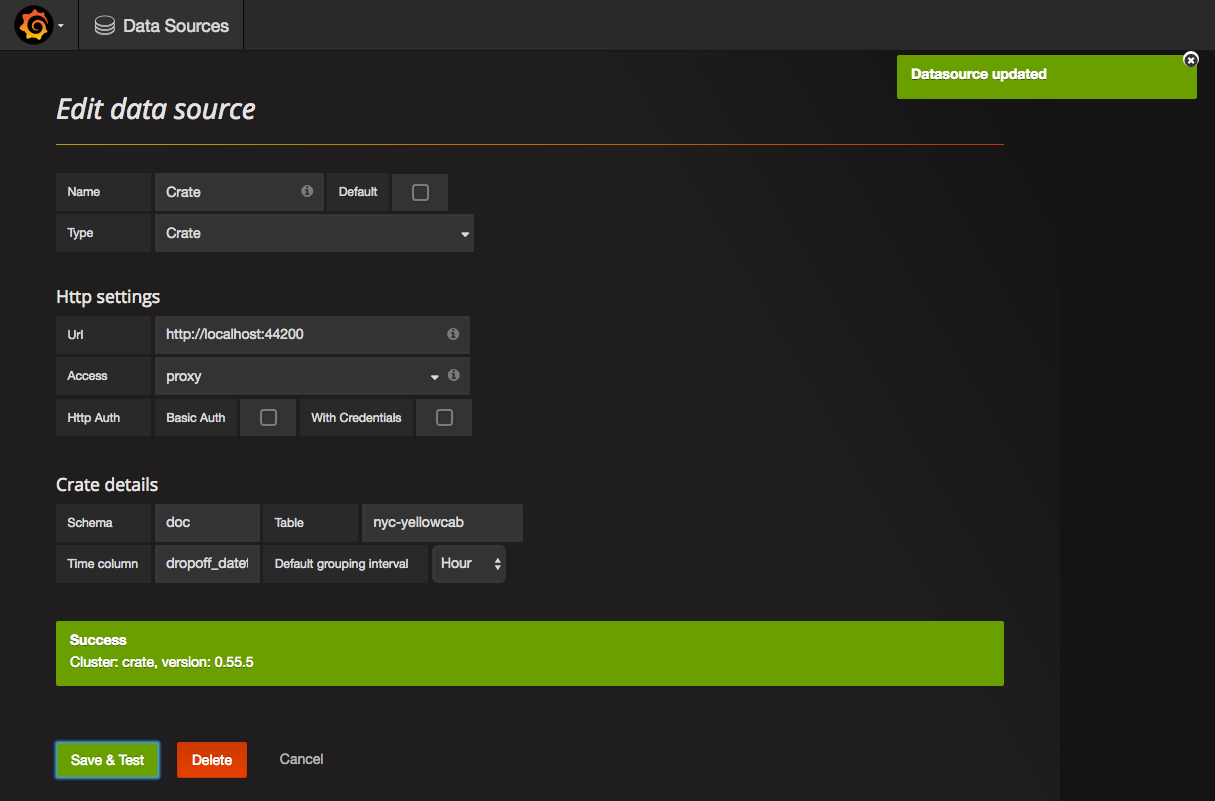 Data Sources
Datasource updated
Edit data source
Name Crate Default
Type Crate
Http settings
Url http://localhost:44200
Access proxy
Http Auth Basic Auth With Credentials
Crate details
Schema doc Table nyc-yellowcab
Time column dropoff_datet Default grouping interval Hour
Success
Cluster: crate, version: 0.55.5
Save & Test Delete Cancel